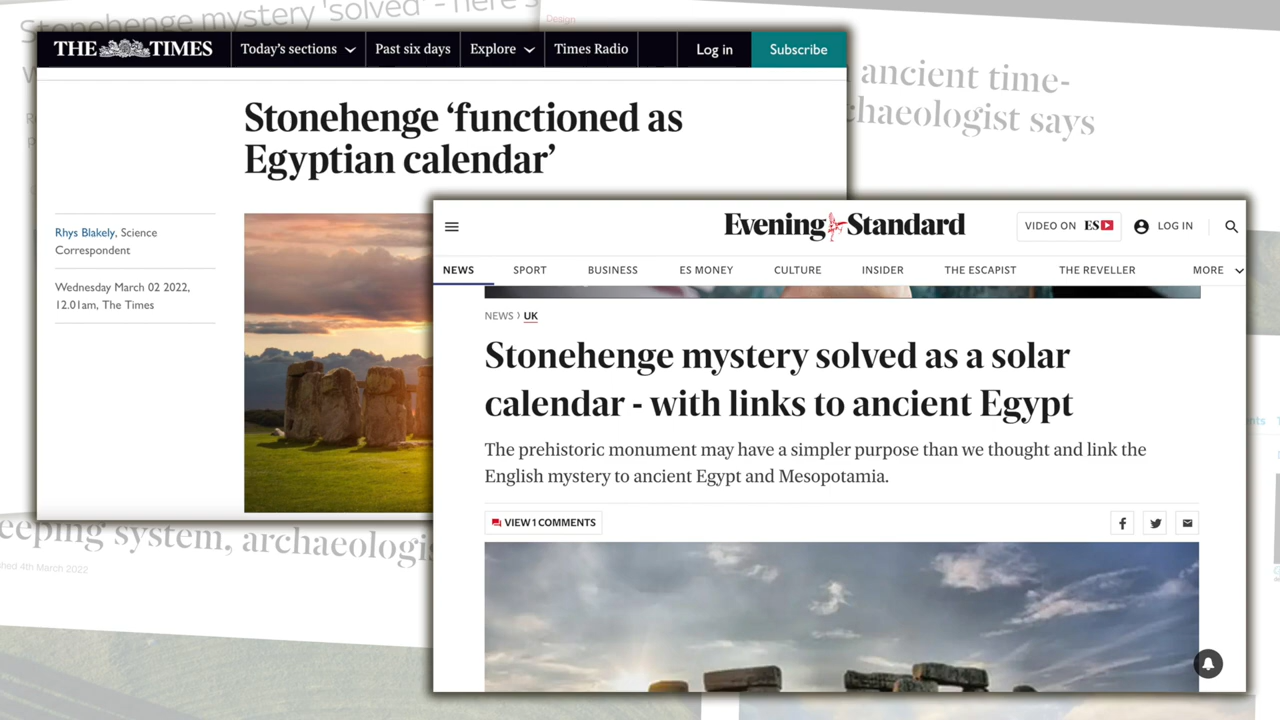 Stonehenge mystery 'solved' - here's
Design
THE TIMES
Today's sections
Past six days
Explore
Times Radio
Log in
Subscribe
ancient time-
chaeologist says
Stonehenge ‘functioned as
Egyptian calendar’
Rhys Blakely, Science
Correspondent
Wednesday March 02 2022,
12.01am, The Times
Evening Standard
VIDEO ON ES
LOG IN
NEWS
SPORT
BUSINESS
ES MONEY
CULTURE
INSIDER
THE ESCAPIST
THE REVELLER
MORE
NEWS › UK
Stonehenge mystery solved as a solar
calendar - with links to ancient Egypt
The prehistoric monument may have a simpler purpose than we thought and link the
English mystery to ancient Egypt and Mesopotamia.
VIEW 1 COMMENTS
eeping system, archaeologis
shed 4th March 2022